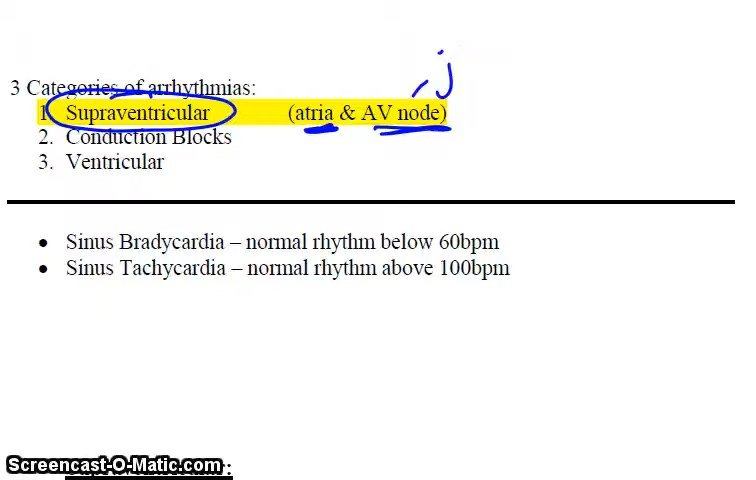 j
3 Categories of arrhythmias:
1. Supraventricular (atria & AV node)
2. Conduction Blocks
3. Ventricular
• Sinus Bradycardia – normal rhythm below 60bpm
• Sinus Tachycardia – normal rhythm above 100bpm
Screencast-O-Matic.com